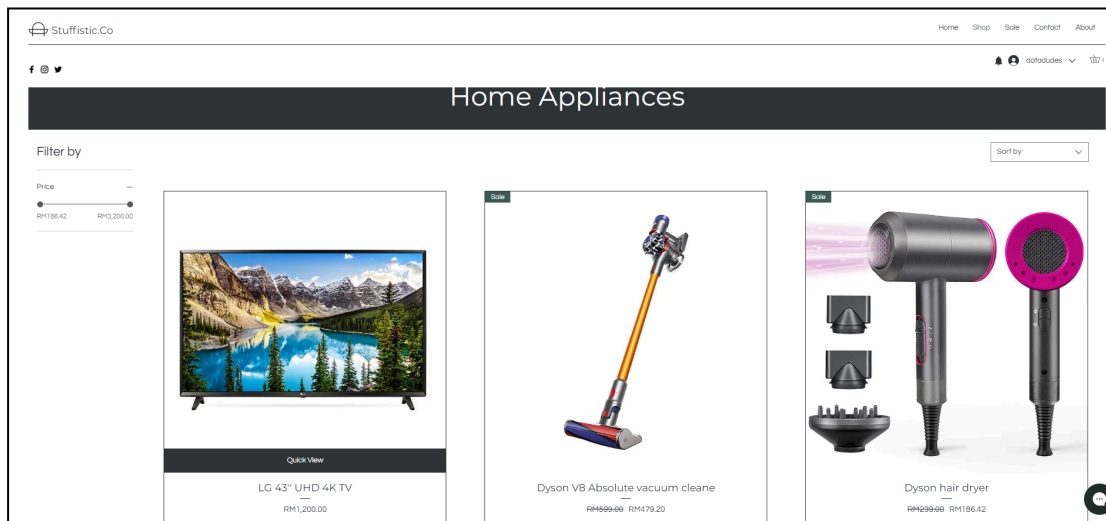 Stuffistic.Co
Home Shop Sale Contact About
datadudes 1
Home Appliances
Filter by
Sort by
Price
RM186.42 RM3,200.00
Sale
Sale
Quick View
LG 43'' UHD 4K TV
RM1,200.00
Dyson V8 Absolute vacuum cleane
RM599.00 RM479.20
Dyson hair dryer
RM239.00 RM186.42